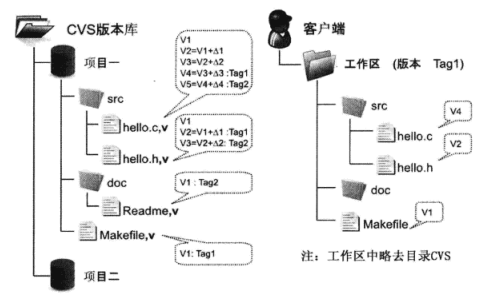 CVS版本库
项目一
src
hello.c,v
V1
V2=V1+Δ1
V3=V2+Δ2
V4=V3+Δ3 :Tag1
V5=V4+Δ4 :Tag2
hello.h,v
V1
V2=V1+Δ1 :Tag1
V3=V2+Δ2: Tag2
doc
Readme,v
V1 : Tag2
Makefile,v
V1: Tag1
项目二
客户端
工作区 (版本 Tag1)
src
hello.c
V4
hello.h
V2
doc
Makefile
V1
注：工作区中略去目录CVS